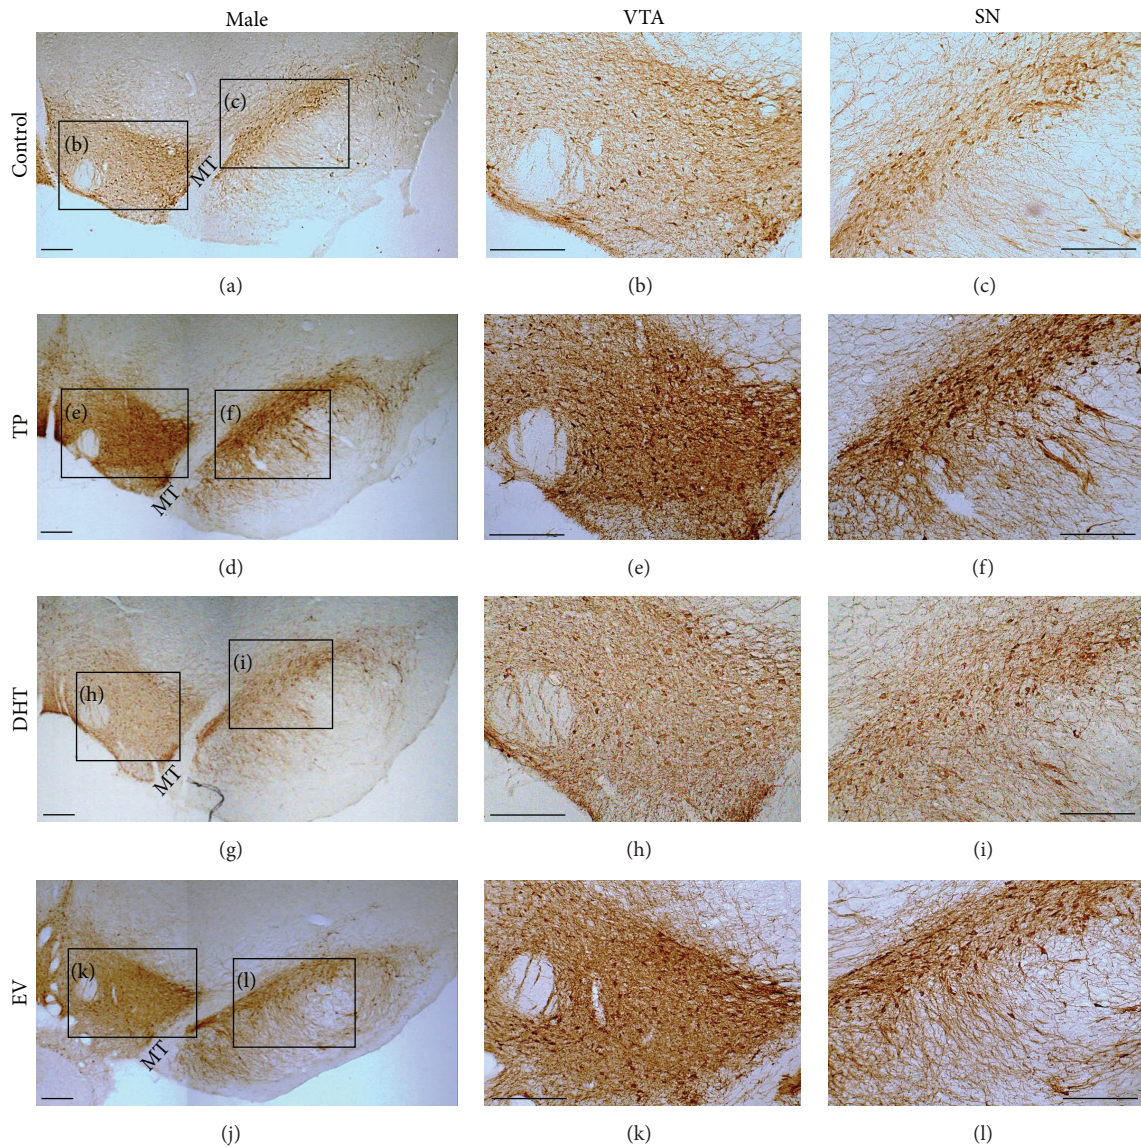 Male VTA SN
Control
(b) (c) MT
(a) (b) (c)
TP
(e) (f) MT
(d) (e) (f)
DHT
(h) (i) MT
(g) (h) (i)
EV
(k) (l) MT
(j) (k) (l)